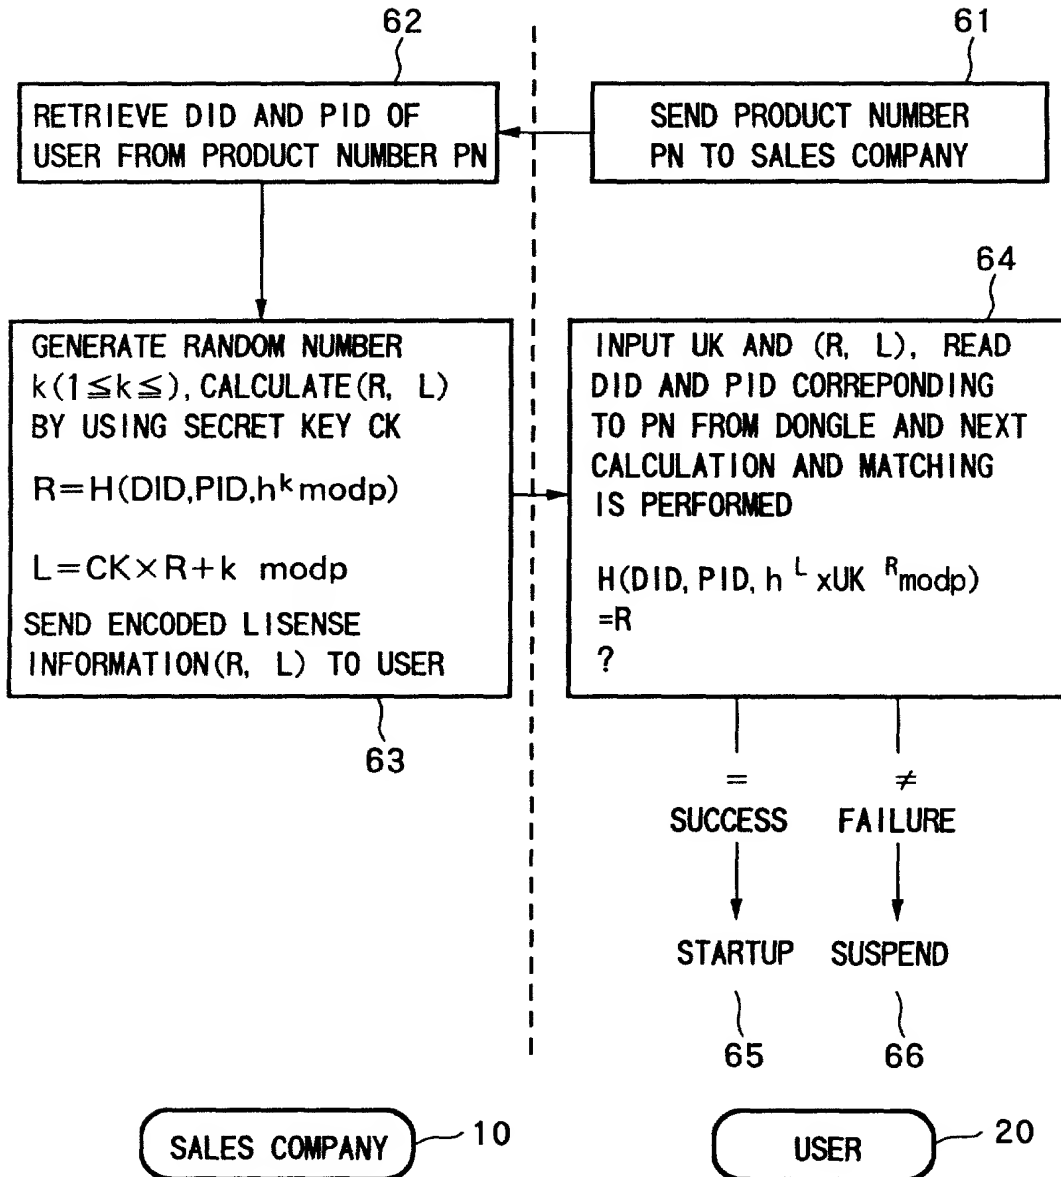 62
61
RETRIEVE DID AND PID OF
USER FROM PRODUCT NUMBER PN
SEND PRODUCT NUMBER
PN TO SALES COMPANY
64
GENERATE RANDOM NUMBER
k(1≦k≦), CALCULATE(R, L)
BY USING SECRET KEY CK
R=H(DID,PID,h^k modp)
L=CK×R+k modp
SEND ENCODED LISENSE
INFORMATION(R, L) TO USER
63
INPUT UK AND (R, L), READ
DID AND PID CORREPONDING
TO PN FROM DONGLE AND NEXT
CALCULATION AND MATCHING
IS PERFORMED
H(DID, PID, h^L xUK^R modp)
=R
?
= ≠
SUCCESS FAILURE
STARTUP SUSPEND
65 66
SALES COMPANY 10
USER 20